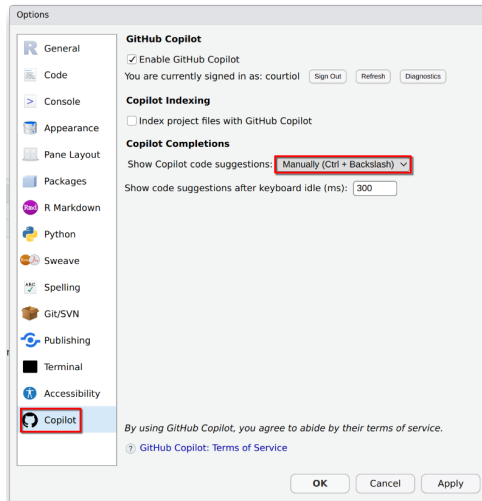 Options
General
Code
Console
Appearance
Pane Layout
Packages
Rmd R Markdown
Python
Sweave
ABC Spelling
Git/SVN
Publishing
Terminal
Accessibility
Copilot
GitHub Copilot
Enable GitHub Copilot
You are currently signed in as: courtiol Sign Out Refresh Diagnostics
Copilot Indexing
Index project files with GitHub Copilot
Copilot Completions
Show Copilot code suggestions: Manually (Ctrl + Backslash)
Show code suggestions after keyboard idle (ms): 300
By using GitHub Copilot, you agree to abide by their terms of service.
? GitHub Copilot: Terms of Service
OK Cancel Apply